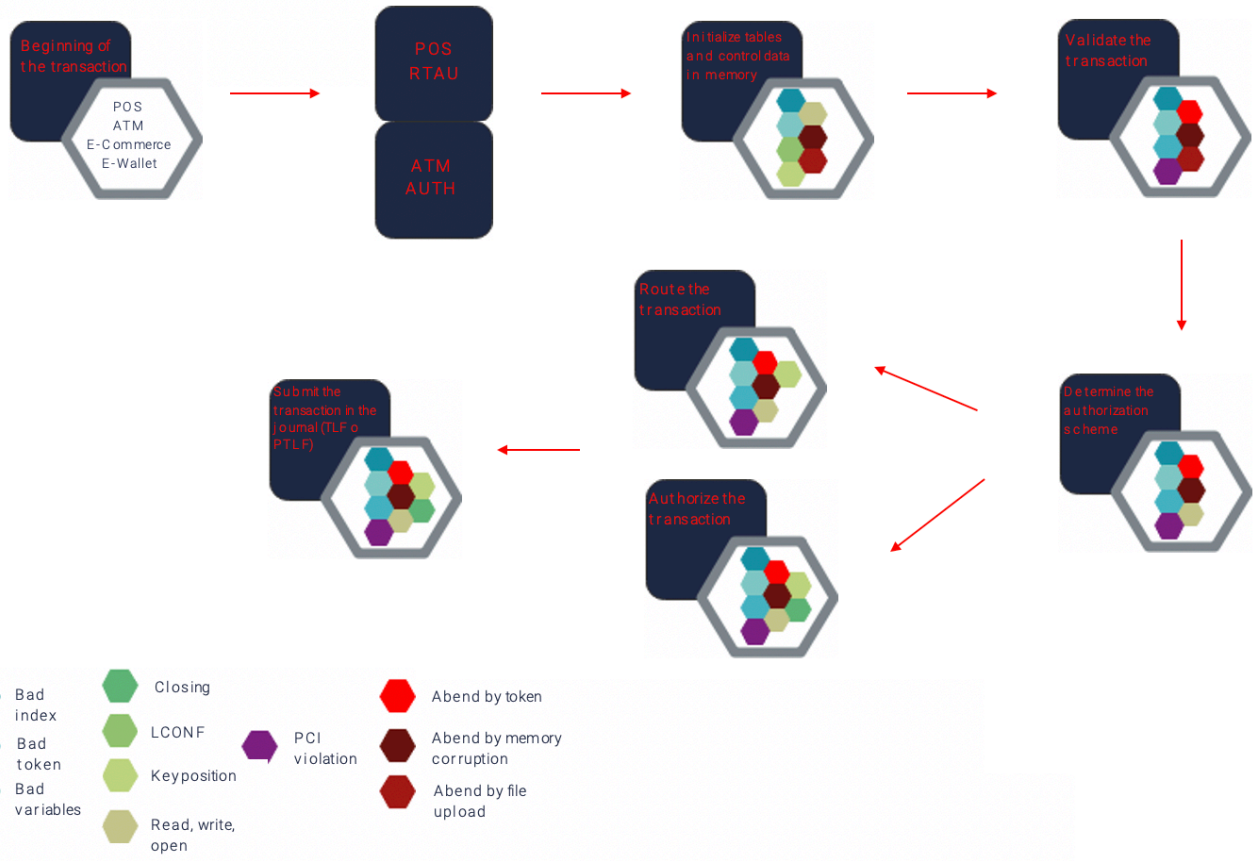 Beginning of
the transaction
POS
ATM
E-Commerce
E-Wallet
POS
RTAU
ATM
AUTH
Initialize tables
and control data
in memory
Validate the
transaction
Route the
transaction
Determine the
authorization
scheme
Submit the
transaction in the
journal (TLF o
PTLF)
Authorize the
transaction
Bad
index
Bad
token
Bad
variables
Closing
LCONF
Keyposition
Read, write,
open
PCI
violation
Abend by token
Abend by memory
corruption
Abend by file
upload